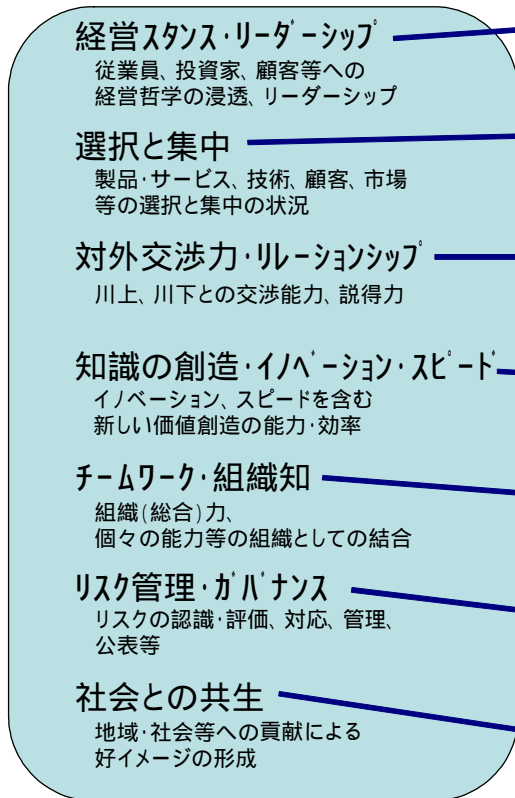 経営スタンス・リーダーシップ
従業員、投資家、顧客等への
経営哲学の浸透、リーダーシップ
選択と集中
製品・サービス、技術、顧客、市場
等の選択と集中の状況
対外交渉力・リレーションシップ
川上、川下との交渉能力、説得力
知識の創造・イノベーション・スピード
イノベーション、スピードを含む
新しい価値創造の能力・効率
チームワーク・組織知
組織(総合)力、
個々の能力等の組織としての結合
リスク管理・ガバナンス
リスクの認識・評価、対応、管理、
公表等
社会との共生
地域・社会等への貢献による
好イメージの形成